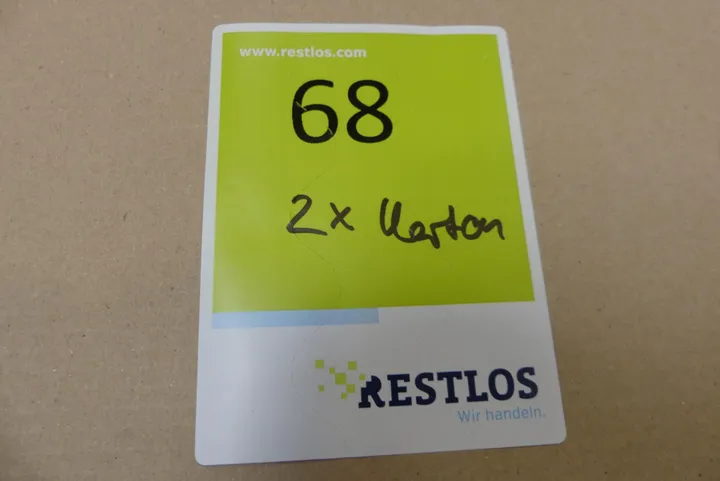 www.restlos.com
68
2x Karton
RESTLOS
Wir handeln.